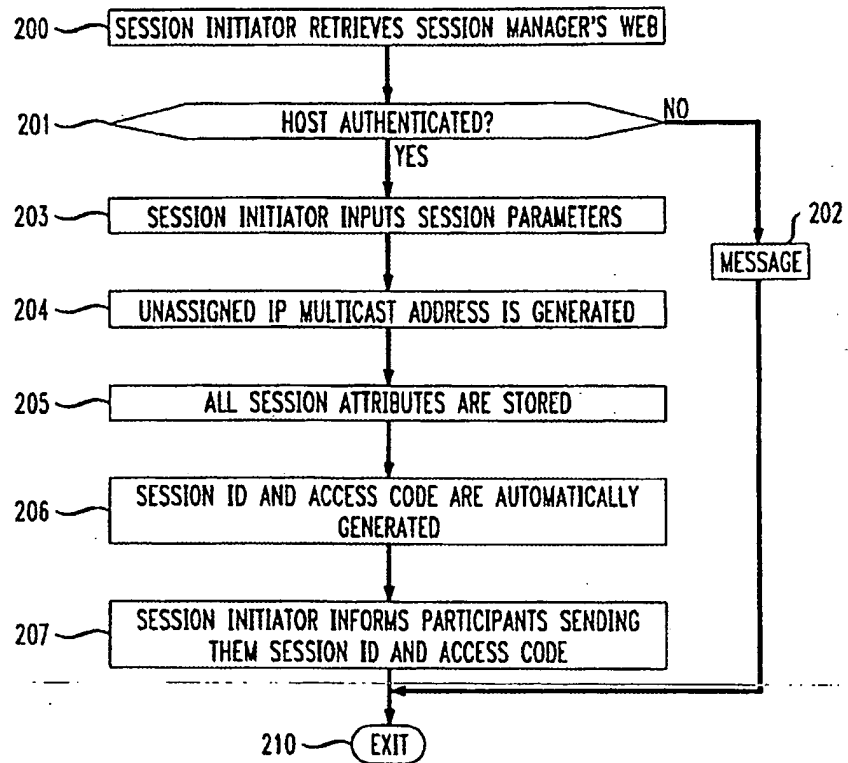 200 SESSION INITIATOR RETRIEVES SESSION MANAGER'S WEB
201 HOST AUTHENTICATED? NO
YES
203 SESSION INITIATOR INPUTS SESSION PARAMETERS
202
MESSAGE
204 UNASSIGNED IP MULTICAST ADDRESS IS GENERATED
205 ALL SESSION ATTRIBUTES ARE STORED
206 SESSION ID AND ACCESS CODE ARE AUTOMATICALLY
GENERATED
207 SESSION INITIATOR INFORMS PARTICIPANTS SENDING
THEM SESSION ID AND ACCESS CODE
210 EXIT